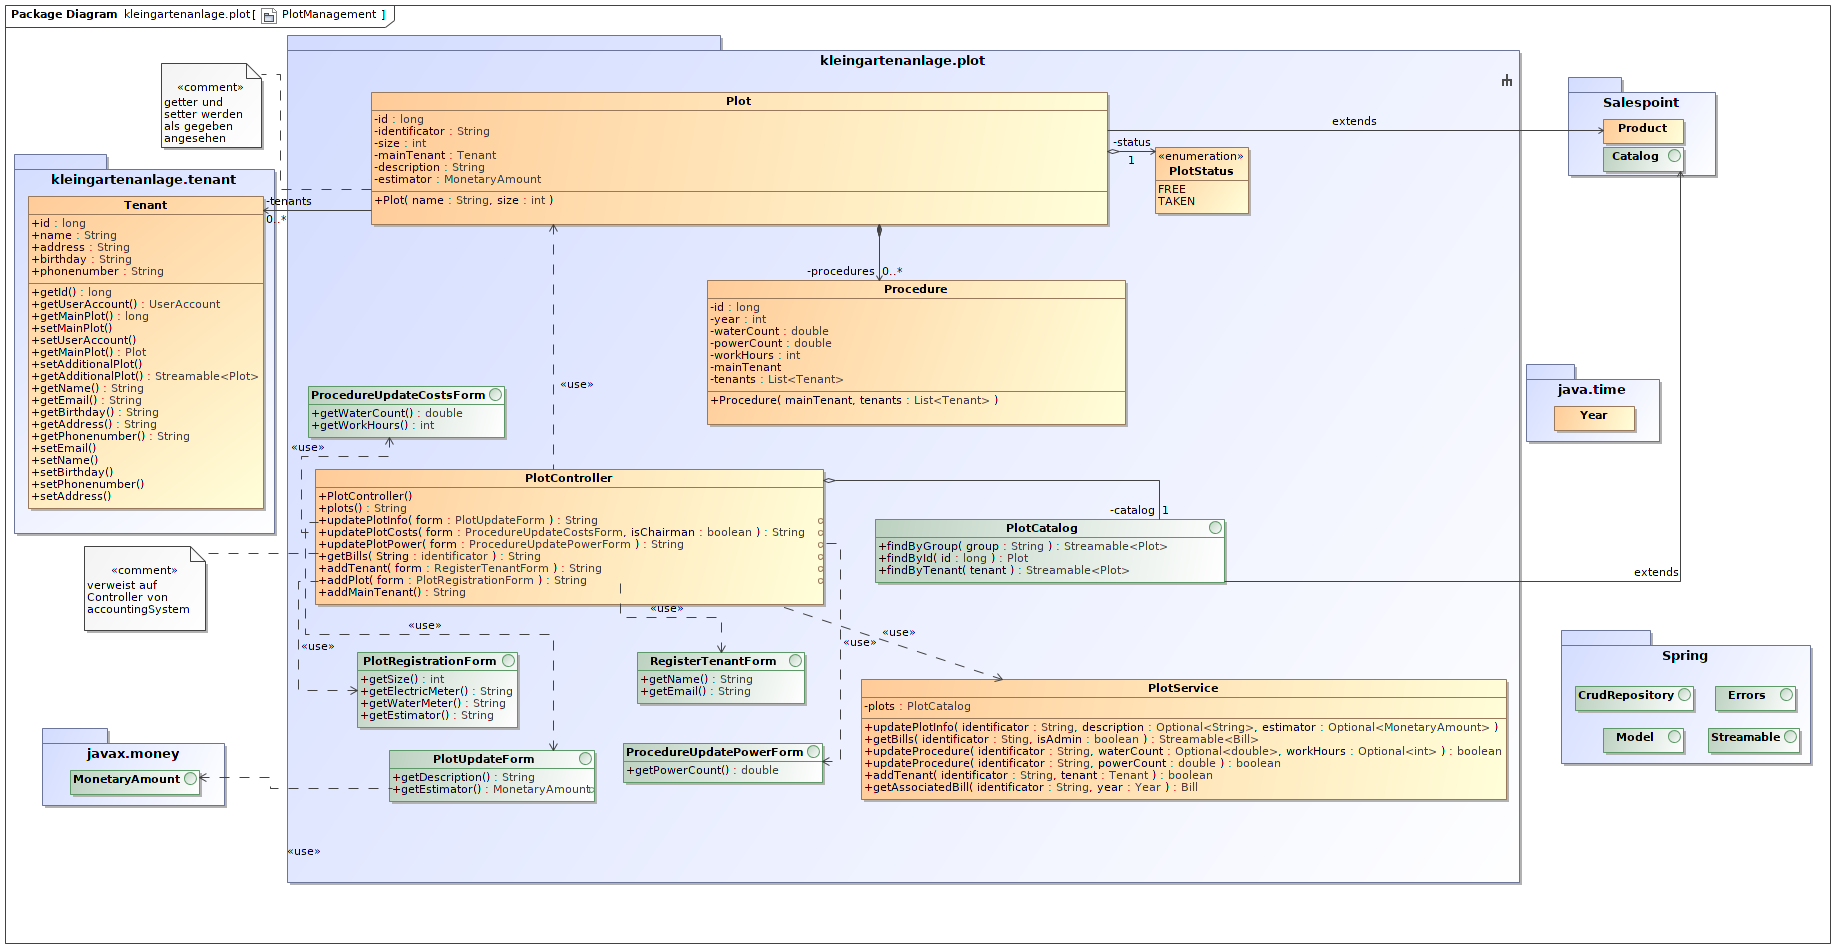 Package Diagram kleingartenanlage.plot[ PlotManagement ]
kleingartenanlage.plot
«comment»
getter und
setter werden
als gegeben
angesehen
Plot
-id : long
-identificator : String
-size : int
-mainTenant : Tenant
-description : String
-estimator : MonetaryAmount
+Plot( name : String, size : int )
extends
-status
1
«enumeration»
PlotStatus
FREE
TAKEN
Salespoint
Product
Catalog
kleingartenanlage.tenant
Tenant
+id : long
+name : String
+address : String
+birthday : String
+phonenumber : String
+getId() : long
+getUserAccount() : UserAccount
+getMainPlot() : long
+setMainPlot()
+setUserAccount()
+getMainPlot() : Plot
+setAdditionalPlot()
+getAdditionalPlot() : Streamable<Plot>
+getName() : String
+getEmail() : String
+getBirthday() : String
+getAddress() : String
+getPhonenumber() : String
+setEmail()
+setName()
+setBirthday()
+setPhonenumber()
+setAddress()
-tenants
0..*
-procedures 0..*
Procedure
-id : long
-year : int
-waterCount : double
-powerCount : double
-workHours : int
-mainTenant
-tenants : List<Tenant>
+Procedure( mainTenant, tenants : List<Tenant> )
«use»
ProcedureUpdateCostsForm
+getWaterCount() : double
+getWorkHours() : int
«use»
java.time
Year
PlotController
+PlotController()
+plots() : String
+updatePlotInfo( form : PlotUpdateForm ) : String
+updatePlotCosts( form : ProcedureUpdateCostsForm, isChairman : boolean ) : String
+updatePlotPower( form : ProcedureUpdatePowerForm ) : String
+getBills( String : identificator ) : String
+addTenant( form : RegisterTenantForm ) : String
+addPlot( form : PlotRegistrationForm ) : String
+addMainTenant() : String
-catalog 1
PlotCatalog
+findByGroup( group : String ) : Streamable<Plot>
+findById( id : long ) : Plot
+findByTenant( tenant ) : Streamable<Plot>
extends
«comment»
verweist auf
Controller von
accountingSystem
«use»
«use»
«use»
«use»
«use»
PlotRegistrationForm
+getSize() : int
+getElectricMeter() : String
+getWaterMeter() : String
+getEstimator() : String
RegisterTenantForm
+getName() : String
+getEmail() : String
PlotService
-plots : PlotCatalog
+updatePlotInfo( identificator : String, description : Optional<String>, estimator : Optional<MonetaryAmount> )
+getBills( identificator : Sting, isAdmin : boolean ) : Streamable<Bill>
+updateProcedure( identificator : String, waterCount : Optional<double>, workHours : Optional<int> ) : boolean
+updateProcedure( identificator : String, powerCount : double ) : boolean
+addTenant( identificator : String, tenant : Tenant ) : boolean
+getAssociatedBill( identificator : String, year : Year ) : Bill
Spring
CrudRepository
Errors
Model
Streamable
javax.money
MonetaryAmount
PlotUpdateForm
+getDescription() : String
+getEstimator() : MonetaryAmount
ProcedureUpdatePowerForm
+getPowerCount() : double
«use»